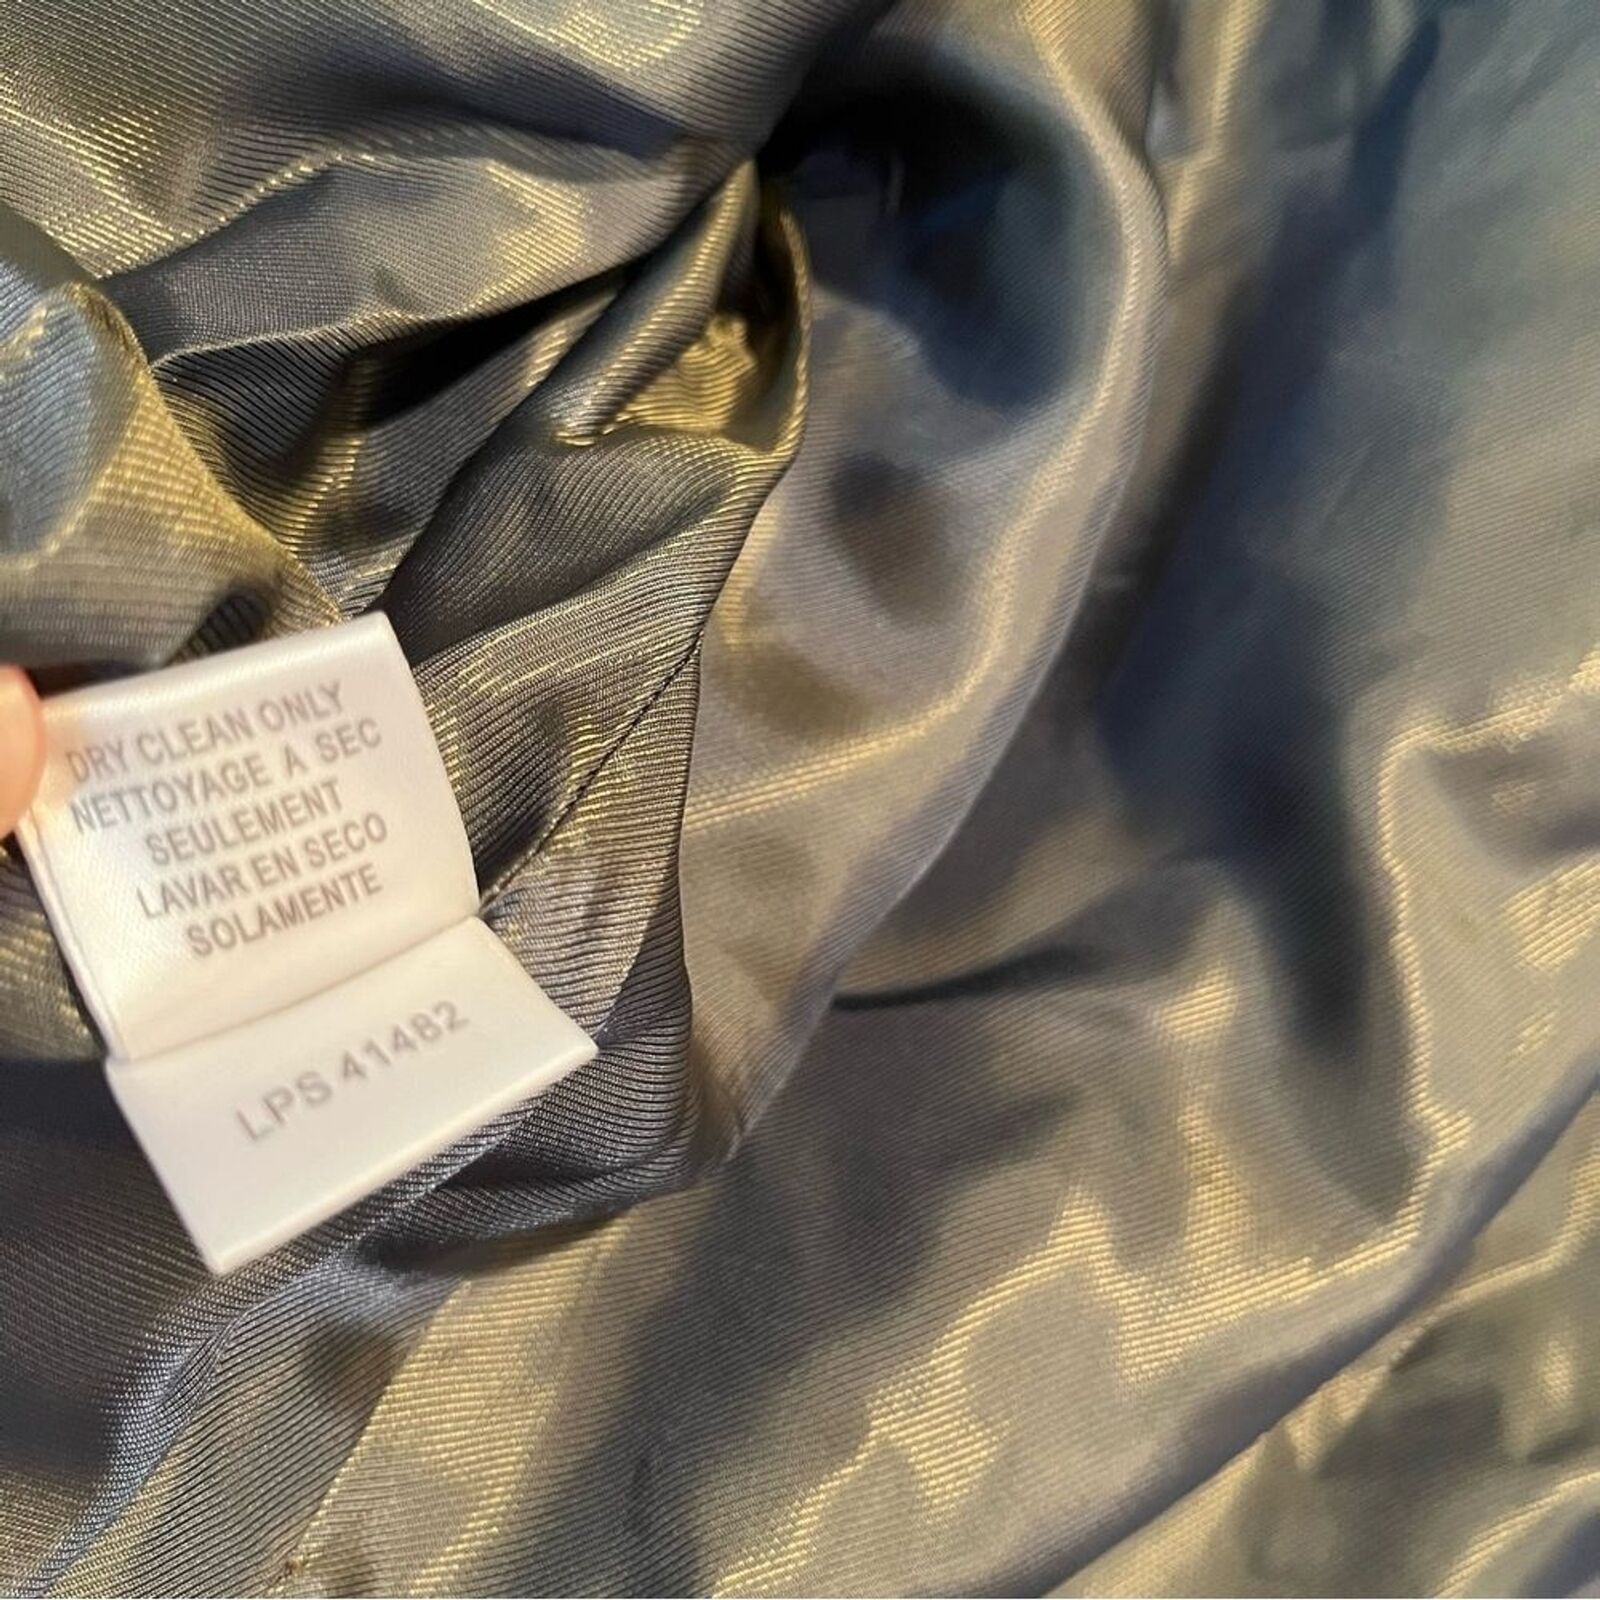 DRY CLEAN ONLY
NETTOYAGE A SEC
SEULEMENT
LAVAR EN SECO
SOLAMENTE
LPS 41482